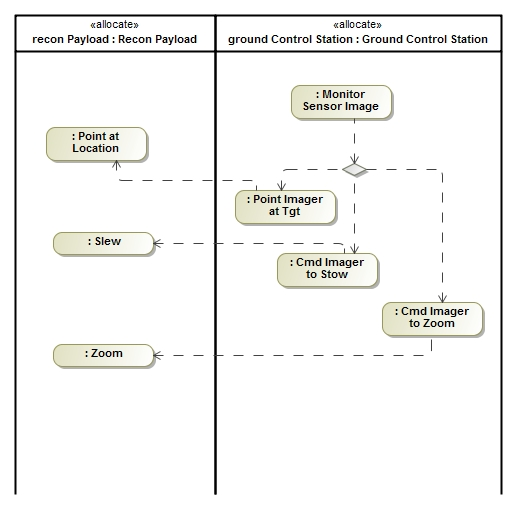 «allocate»
recon Payload : Recon Payload
«allocate»
ground Control Station : Ground Control Station
: Monitor
Sensor Image
: Point at
Location
: Point Imager
at Tgt
: Slew
: Cmd Imager
to Stow
: Cmd Imager
to Zoom
: Zoom